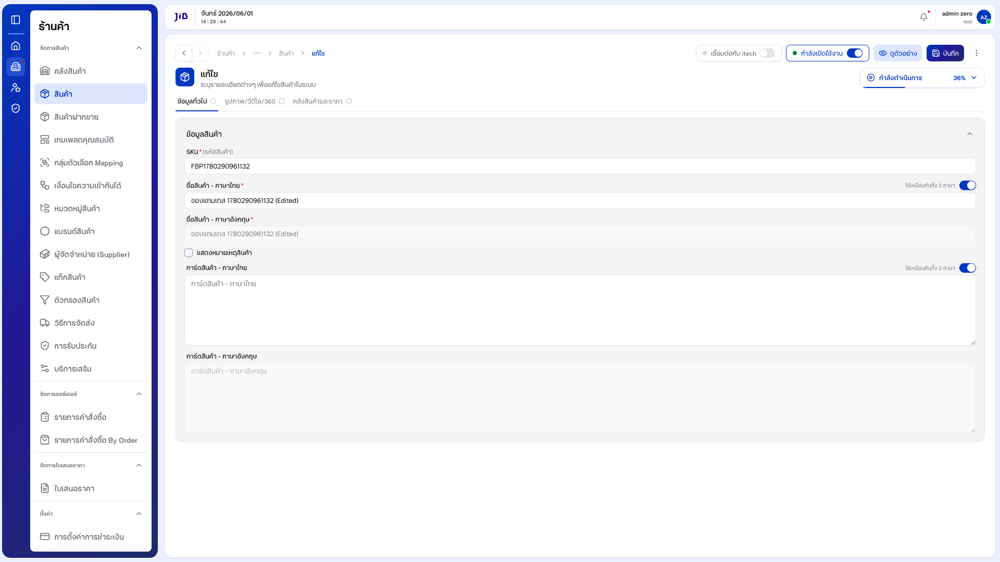 ร้านค้า
จัดการสินค้า
คลังสินค้า
สินค้า
สินค้าฝากขาย
เทมเพลตคุณสมบัติ
กลุ่มตัวเลือก Mapping
เงื่อนไขความเข้ากันได้
หมวดหมู่สินค้า
แบรนด์สินค้า
ผู้จัดจำหน่าย (Supplier)
แท็กสินค้า
ตัวกรองสินค้า
วิธีการจัดส่ง
การรับประกัน
บริการเสริม
จัดการออร์เดอร์
รายการคำสั่งซื้อ
รายการคำสั่งซื้อ By Order
จัดการใบเสนอราคา
ใบเสนอราคา
ตั้งค่า
การตั้งค่าการชำระเงิน
JIB
จันทร์ 2026/06/01
14 : 29 : 44
admin zero
test
AZ
ร้านค้า > ... > สินค้า > แก้ไข
เชื่อมต่อกับ itech
กำลังเปิดใช้งาน
ดูตัวอย่าง
บันทึก
แก้ไข
ระบุรายละเอียดต่างๆ เพื่อแก้ไขสินค้าในระบบ
กำลังดำเนินการ 36%
ข้อมูลทั่วไป
รูปภาพ/วีดีโอ/360
คลังสินค้าและราคา
ข้อมูลสินค้า
SKU * (รหัสสินค้า)
FBP1780290961132
ชื่อสินค้า - ภาษาไทย *
ใช้เหมือนกันทั้ง 2 ภาษา
ของแถมเทส 1780290961132 (Edited)
ชื่อสินค้า - ภาษาอังกฤษ *
ของแถมเทส 1780290961132 (Edited)
แสดงหมายเหตุสินค้า
การ์ดสินค้า - ภาษาไทย
ใช้เหมือนกันทั้ง 2 ภาษา
การ์ดสินค้า - ภาษาไทย
การ์ดสินค้า - ภาษาอังกฤษ
การ์ดสินค้า - ภาษาอังกฤษ